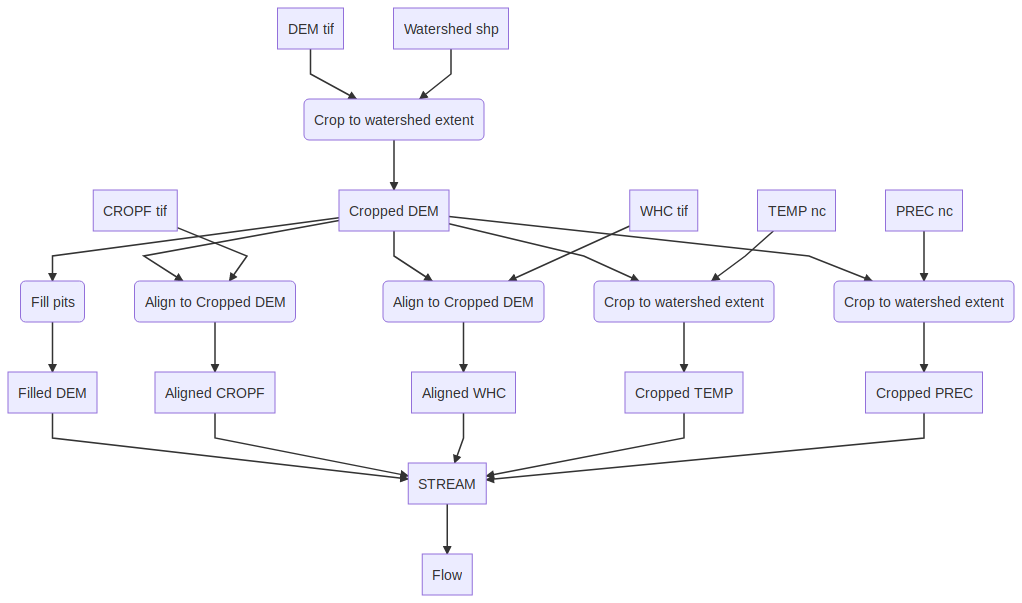 DEM tif
Watershed shp
Crop to watershed extent
CROPF tif
Cropped DEM
WHC tif
TEMP nc
PREC nc
Fill pits
Align to Cropped DEM
Align to Cropped DEM
Crop to watershed extent
Crop to watershed extent
Filled DEM
Aligned CROPF
Aligned WHC
Cropped TEMP
Cropped PREC
STREAM
Flow